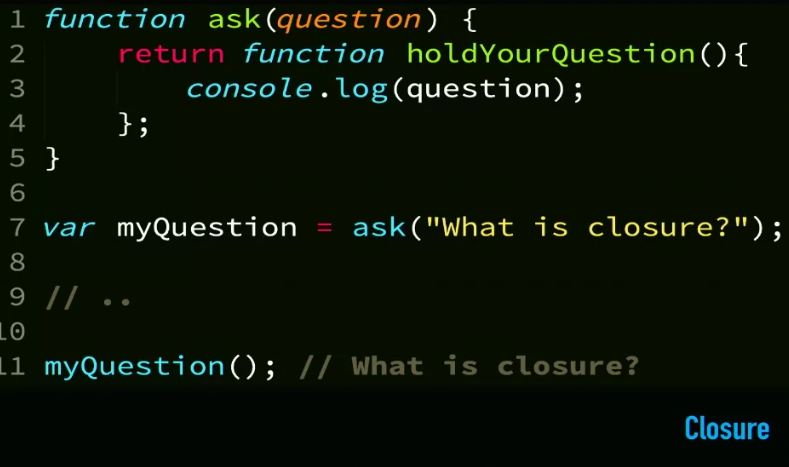 1 function ask(question) {
2     return function holdYourQuestion(){
3         console.log(question);
4     };
5 }
6
7 var myQuestion = ask("What is closure?");
8
9 // ..
10
11 myQuestion(); // What is closure?
Closure